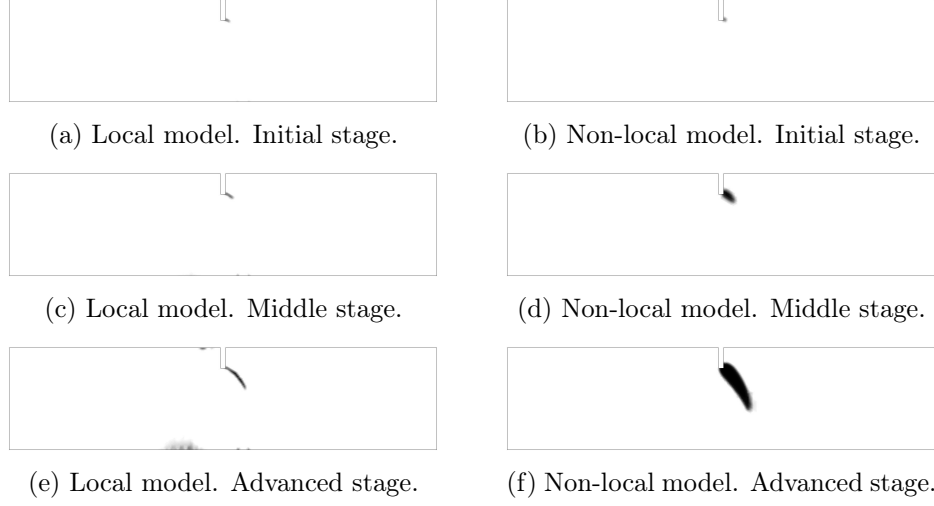 (a) Local model. Initial stage.
(b) Non-local model. Initial stage.
(c) Local model. Middle stage.
(d) Non-local model. Middle stage.
(e) Local model. Advanced stage.
(f) Non-local model. Advanced stage.